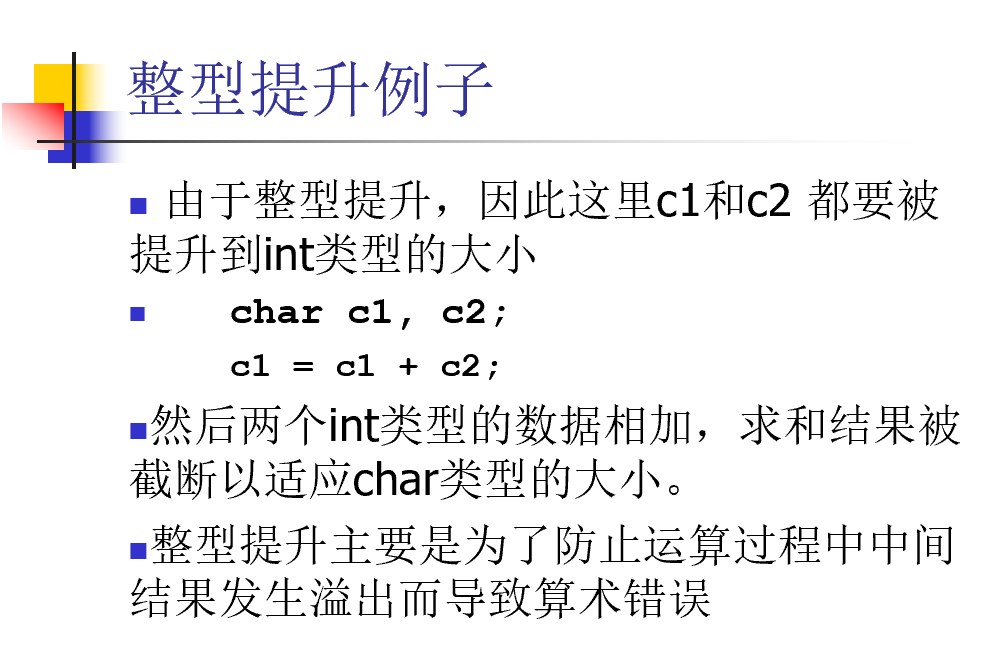 整型提升例子
由于整型提升，因此这里c1和c2 都要被
提升到int类型的大小
char c1, c2;
c1 = c1 + c2;
然后两个int类型的数据相加，求和结果被
截断以适应char类型的大小。
整型提升主要是为了防止运算过程中中间
结果发生溢出而导致算术错误